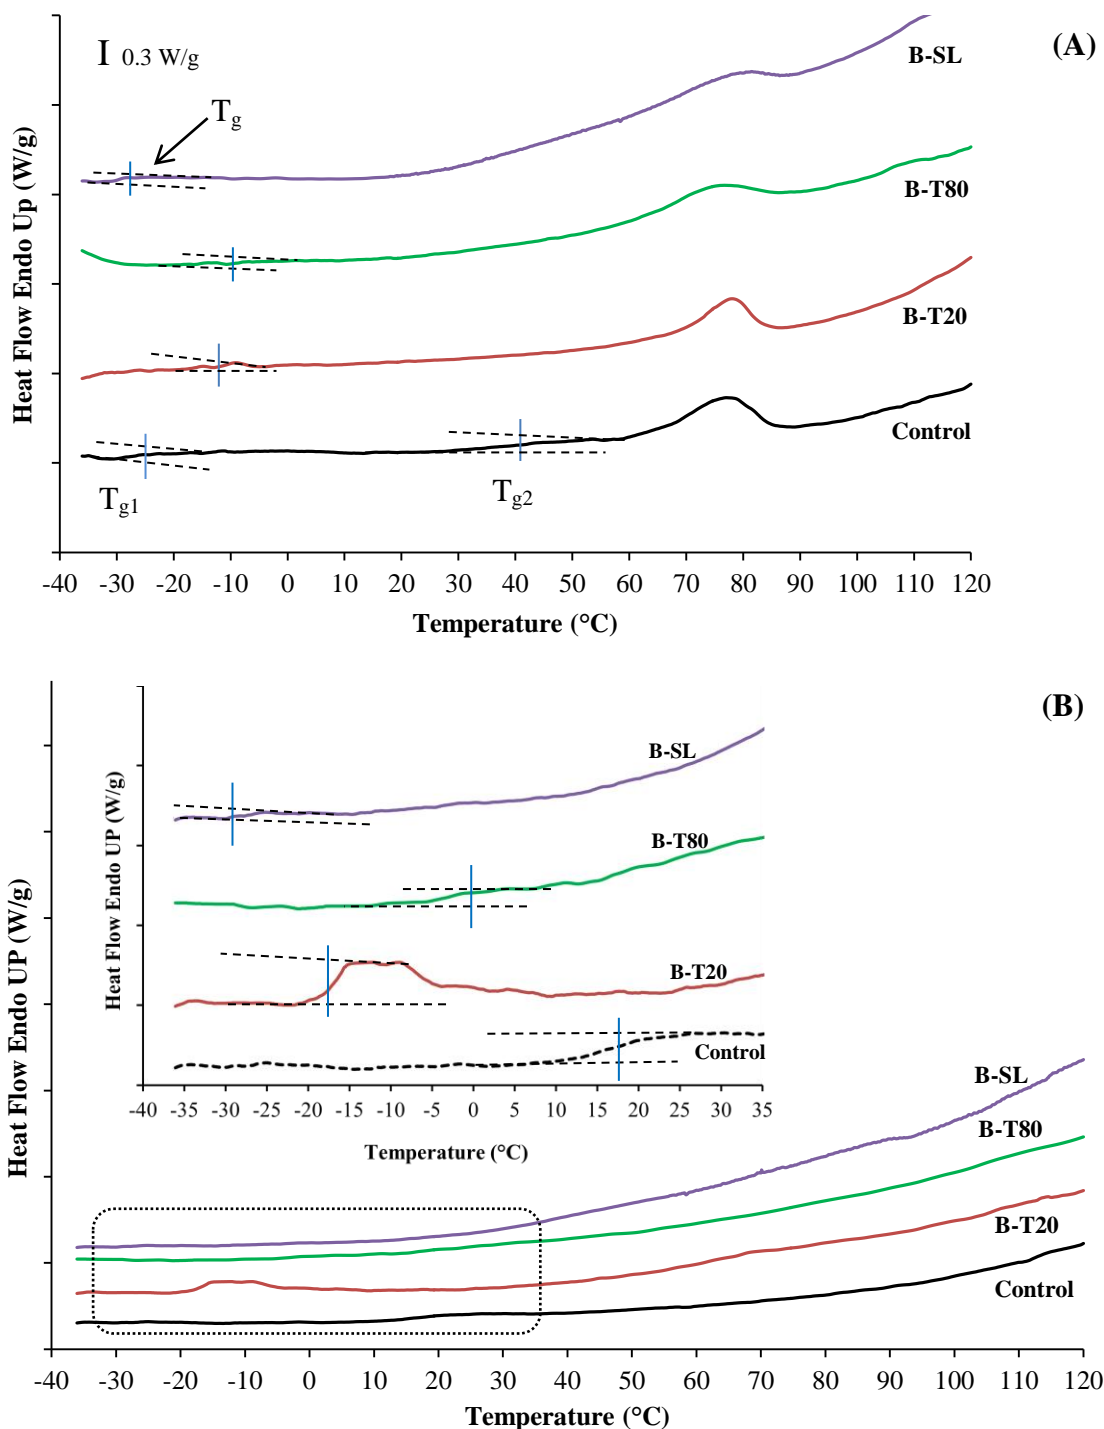 (A)
I 0.3 W/g
B-SL
Tg
B-T80
B-T20
Control
Tg1
Tg2
Heat Flow Endo Up (W/g)
-40 -30 -20 -10 0 10 20 30 40 50 60 70 80 90 100 110 120
Temperature (°C)
(B)
B-SL
B-T80
B-T20
Control
Heat Flow Endo UP (W/g)
-40 -35 -30 -25 -20 -15 -10 -5 0 5 10 15 20 25 30 35
Temperature (°C)
B-SL
B-T80
B-T20
Control
Heat Flow Endo UP (W/g)
-40 -30 -20 -10 0 10 20 30 40 50 60 70 80 90 100 110 120
Temperature (°C)